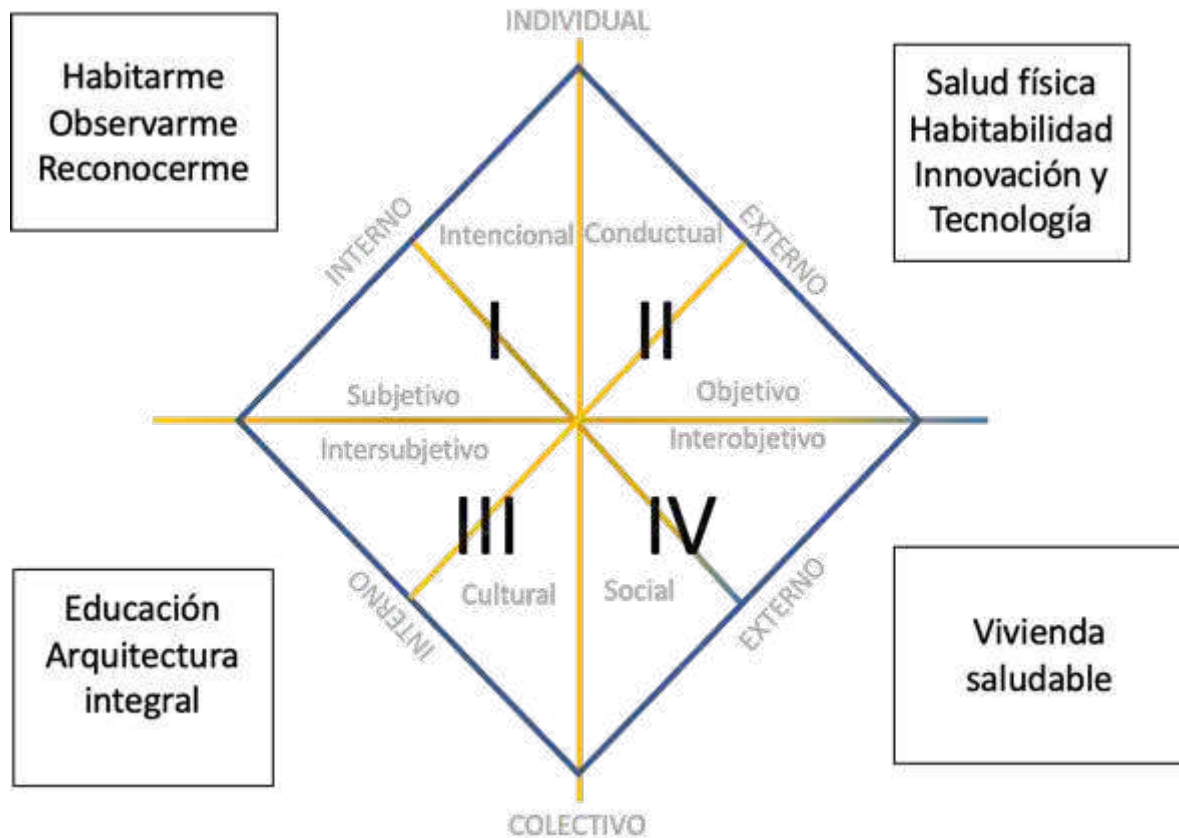 INDIVIDUAL
Habitarme
Observarme
Reconocerme
Salud física
Habitabilidad
Innovación y
Tecnología
INTERNO
Intencional
Conductual
EXTERNO
I
II
Subjetivo
Objetivo
Intersubjetivo
Interobjetivo
III
IV
Cultural
Social
INTERNO
EXTERNO
Educación
Arquitectura
integral
Vivienda
saludable
COLECTIVO